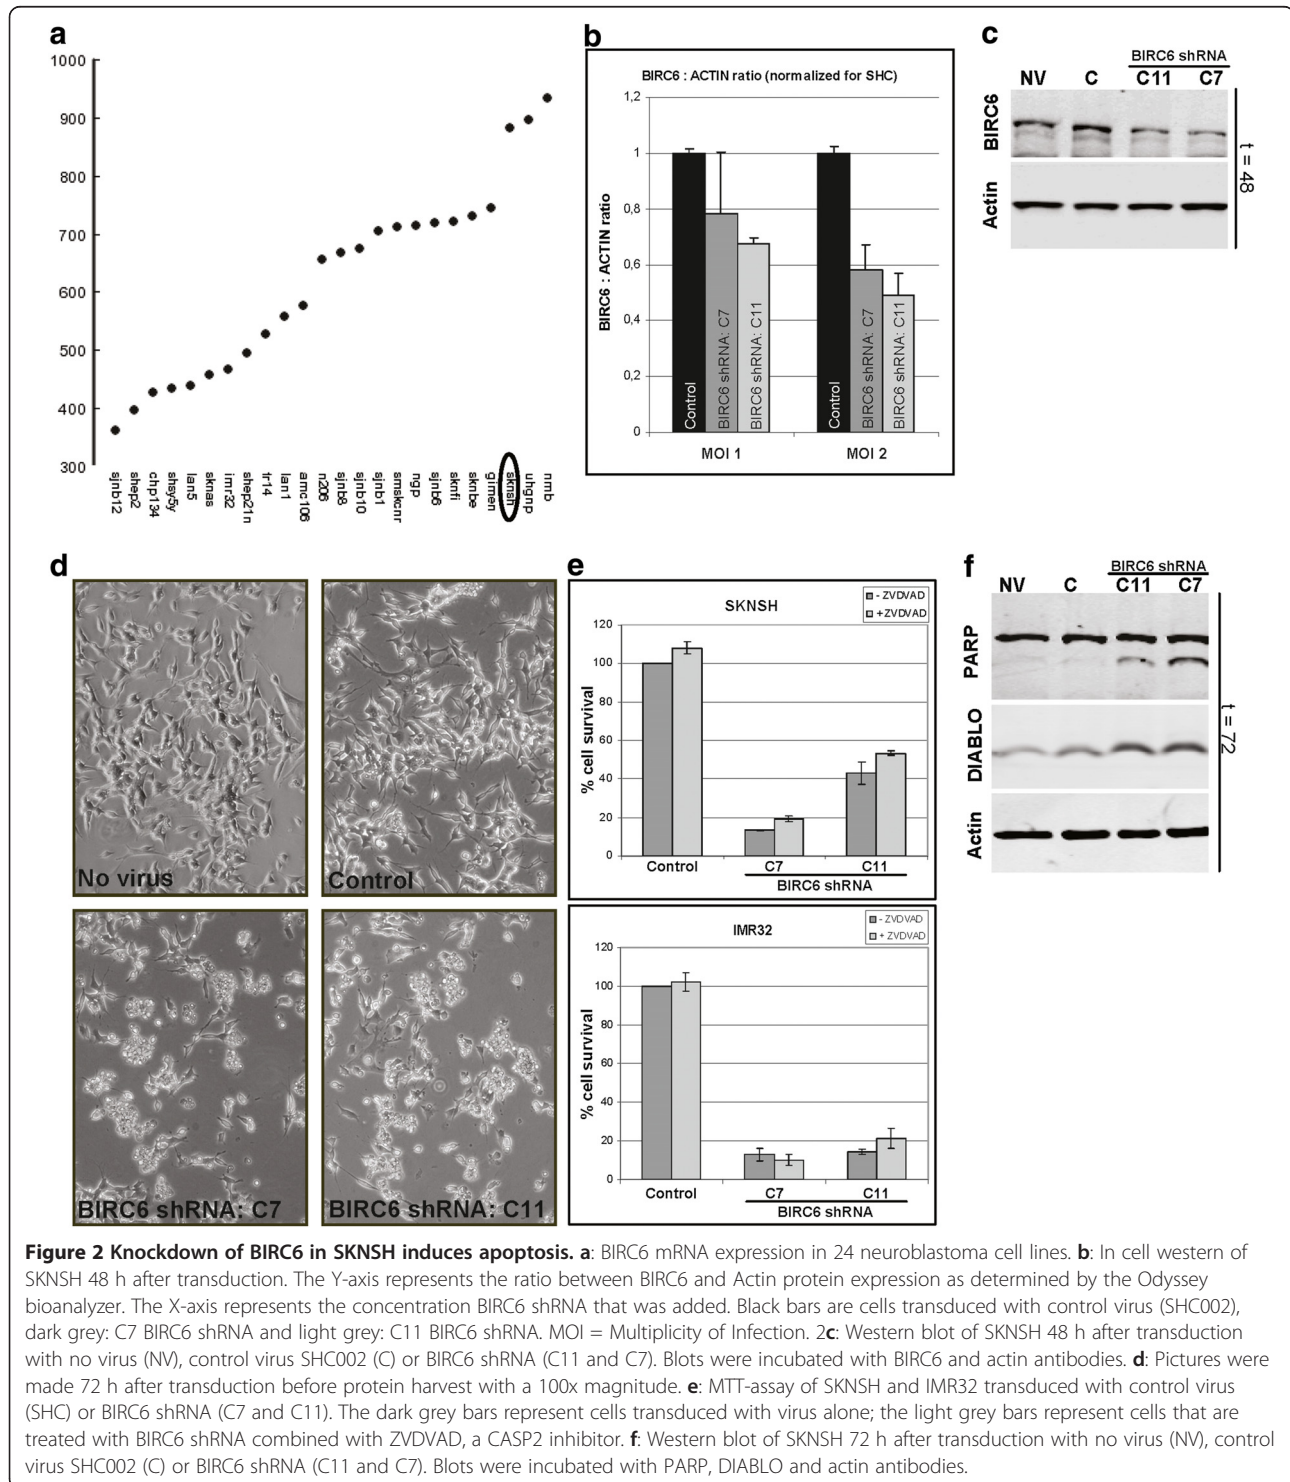 a
1000
900
800
700
600
500
400
300
sjnb12
shep2
chp134
shsy5y
lan5
sknas
imr32
shep21n
tr14
lan1
amc106
n206
sjnb8
sjnb10
sjnb1
smskcnr
ngp
sjnb6
sknfi
sknbe
gimen
sknsh
uhgnp
nmb
b
BIRC6 : ACTIN ratio (normalized for SHC)
BIRC6 : ACTION ratio
1,2
1
0,8
0,6
0,4
0,2
0
Control
BIRC6 shRNA: C7
BIRC6 shRNA: C11
Control
BIRC6 shRNA: C7
BIRC6 shRNA: C11
MOI 1
MOI 2
c
BIRC6 shRNA
NV C C11 C7
BIRC6
Actin
t = 48
d
No virus
Control
BIRC6 shRNA: C7
BIRC6 shRNA: C11
e
SKNSH
- ZVDVAD
+ ZVDVAD
% cell survival
120
100
80
60
40
20
0
Control
C7
C11
BIRC6 shRNA
IMR32
- ZVDVAD
+ ZVDVAD
% cell survival
120
100
80
60
40
20
0
Control
C7
C11
BIRC6 shRNA
f
BIRC6 shRNA
NV C C11 C7
PARP
DIABLO
Actin
t = 72
Figure 2 Knockdown of BIRC6 in SKNSH induces apoptosis. a: BIRC6 mRNA expression in 24 neuroblastoma cell lines. b: In cell western of
SKNSH 48 h after transduction. The Y-axis represents the ratio between BIRC6 and Actin protein expression as determined by the Odyssey
bioanalyzer. The X-axis represents the concentration BIRC6 shRNA that was added. Black bars are cells transduced with control virus (SHC002),
dark grey: C7 BIRC6 shRNA and light grey: C11 BIRC6 shRNA. MOI = Multiplicity of Infection. 2c: Western blot of SKNSH 48 h after transduction
with no virus (NV), control virus SHC002 (C) or BIRC6 shRNA (C11 and C7). Blots were incubated with BIRC6 and actin antibodies. d: Pictures were
made 72 h after transduction before protein harvest with a 100x magnitude. e: MTT-assay of SKNSH and IMR32 transduced with control virus
(SHC) or BIRC6 shRNA (C7 and C11). The dark grey bars represent cells transduced with virus alone; the light grey bars represent cells that are
treated with BIRC6 shRNA combined with ZVDVAD, a CASP2 inhibitor. f: Western blot of SKNSH 72 h after transduction with no virus (NV), control
virus SHC002 (C) or BIRC6 shRNA (C11 and C7). Blots were incubated with PARP, DIABLO and actin antibodies.